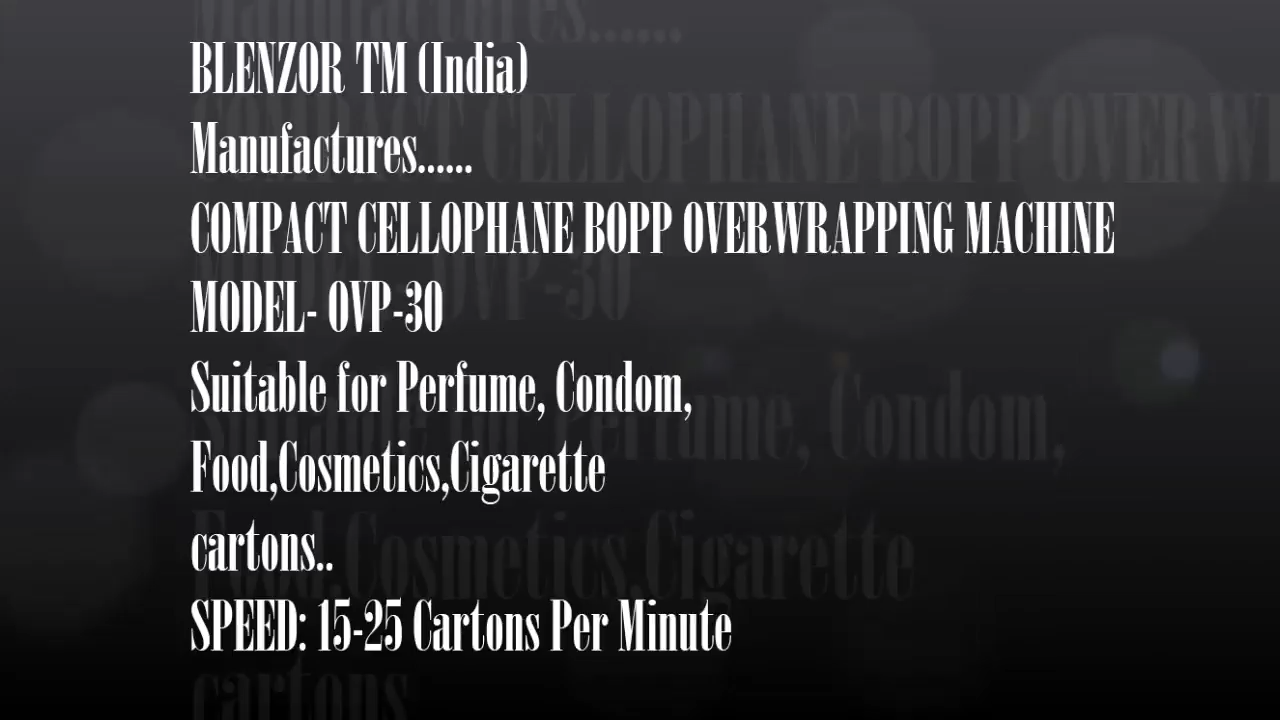 BLENZOR TM (India)
Manufactures......
COMPACT CELLOPHANE BOPP OVERWRAPPING MACHINE
MODEL- OVP-30
Suitable for Perfume, Condom,
Food,Cosmetics,Cigarette
cartons..
SPEED: 15-25 Cartons Per Minute